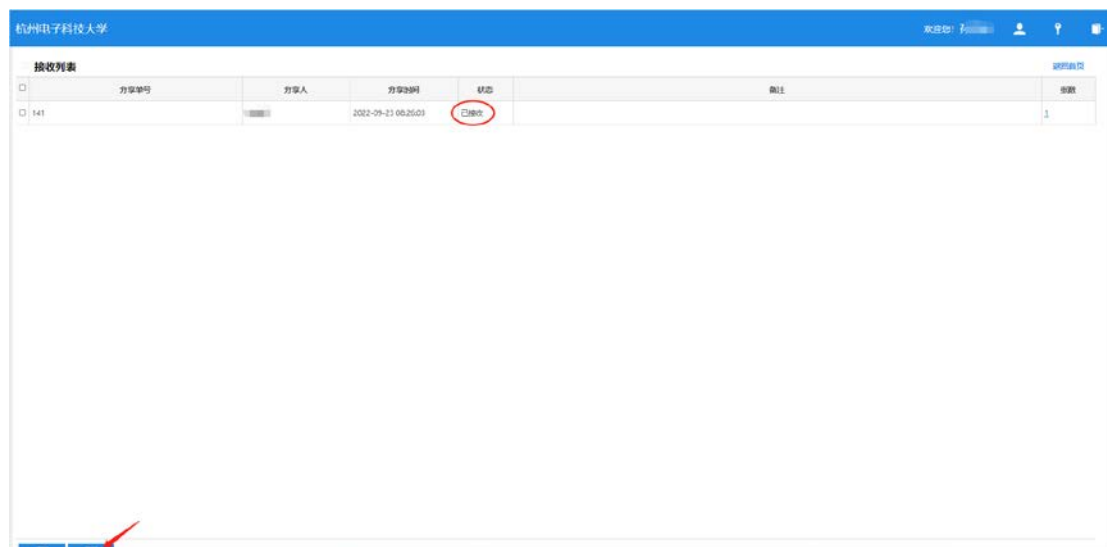 杭州电子科技大学 欢迎您!
接收列表 返回首页
分享单号 分享人 分享时间 状态 备注 张数
141 2022-09-23 08:26:03 已接收 1